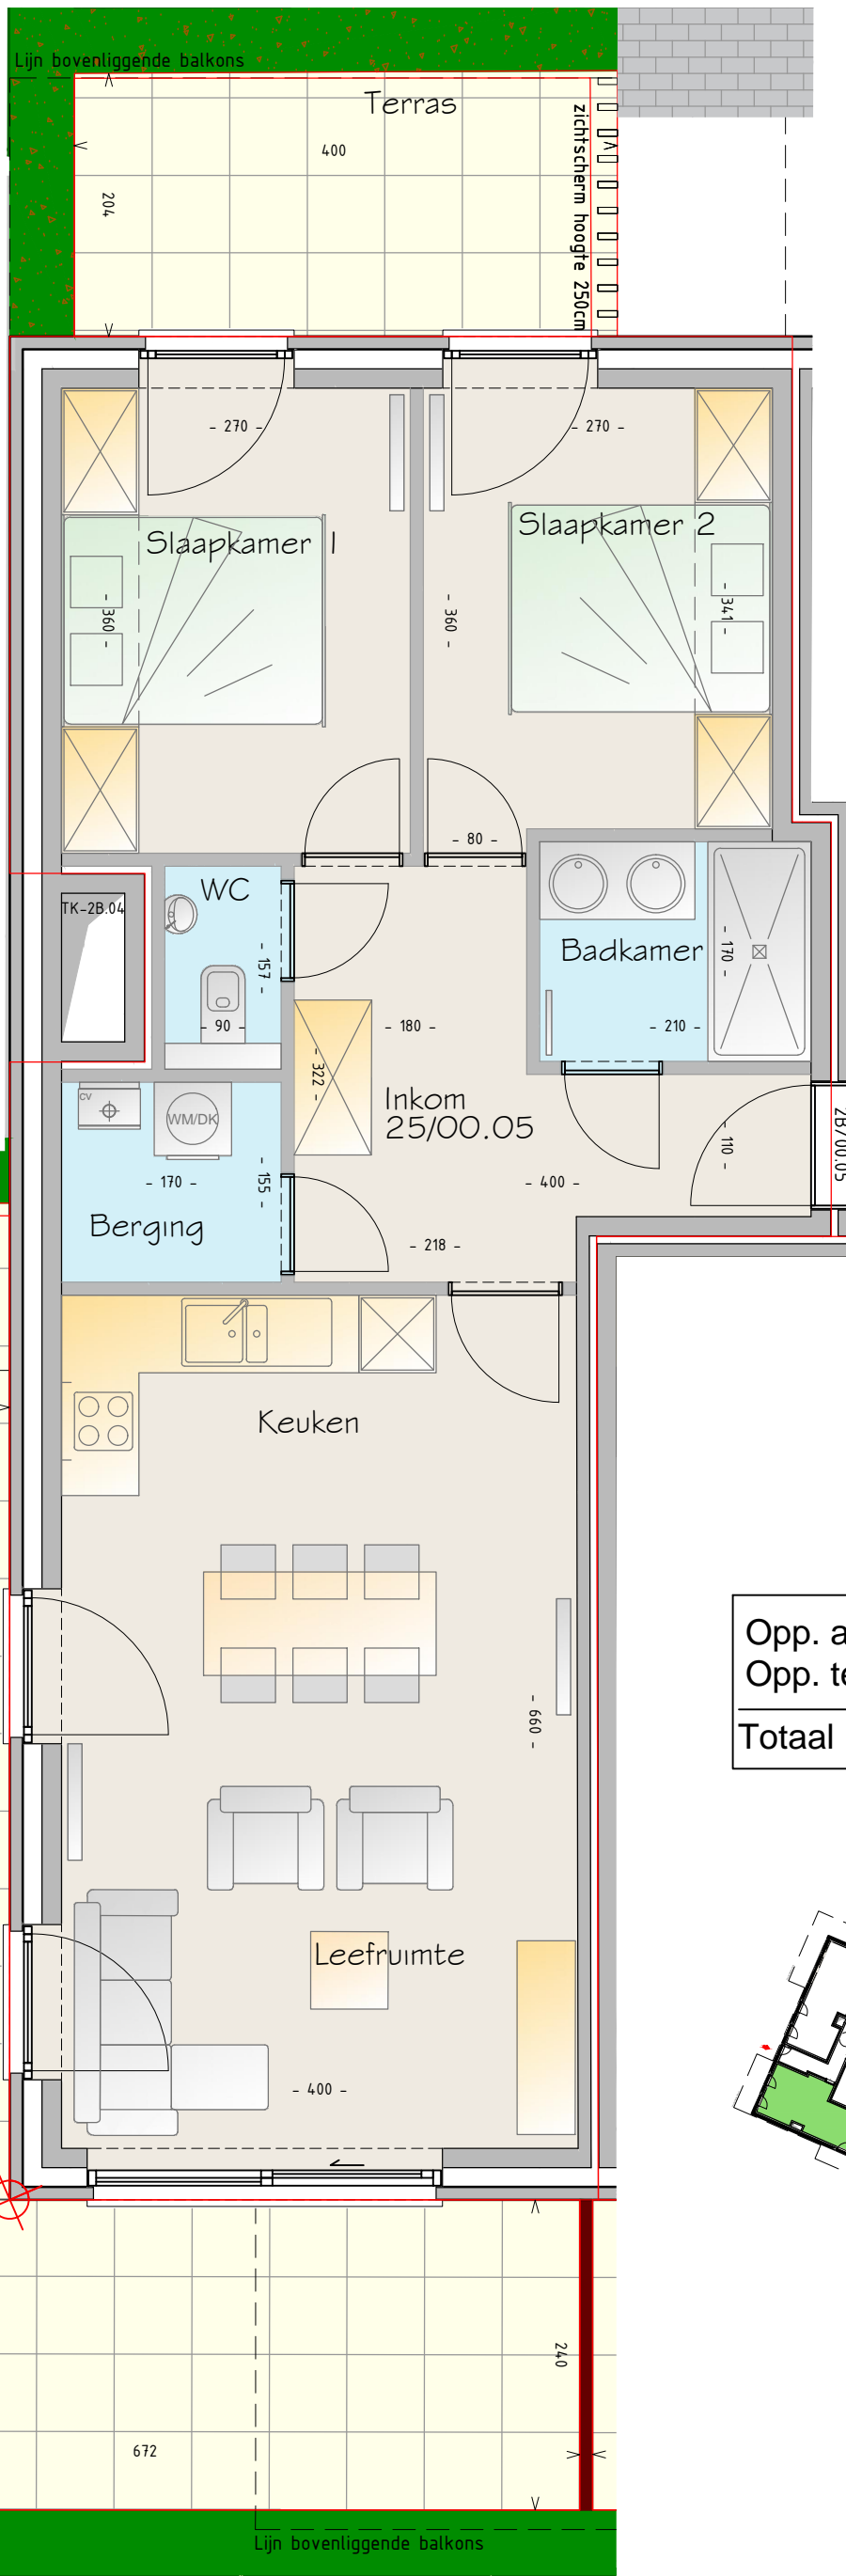 Lijn bovenliggende balkons
Terras
400
204
zichtscherm hoogte 250cm
- 270 -
- 270 -
Slaapkamer 1
Slaapkamer 2
- 360 -
- 360 -
- 341 -
- 80 -
TK-2B.04
WC
- 157 -
- 90 -
- 180 -
Badkamer
- 170 -
- 210 -
- 322 -
Inkom
25/00.05
CV
WM/DK
- 170 -
- 155 -
Berging
- 400 -
- 110 -
2B/00.05
- 218 -
Keuken
- 660 -
Opp.
Opp.
Totaal
Leefruimte
- 400 -
240
672
Lijn bovenliggende balkons